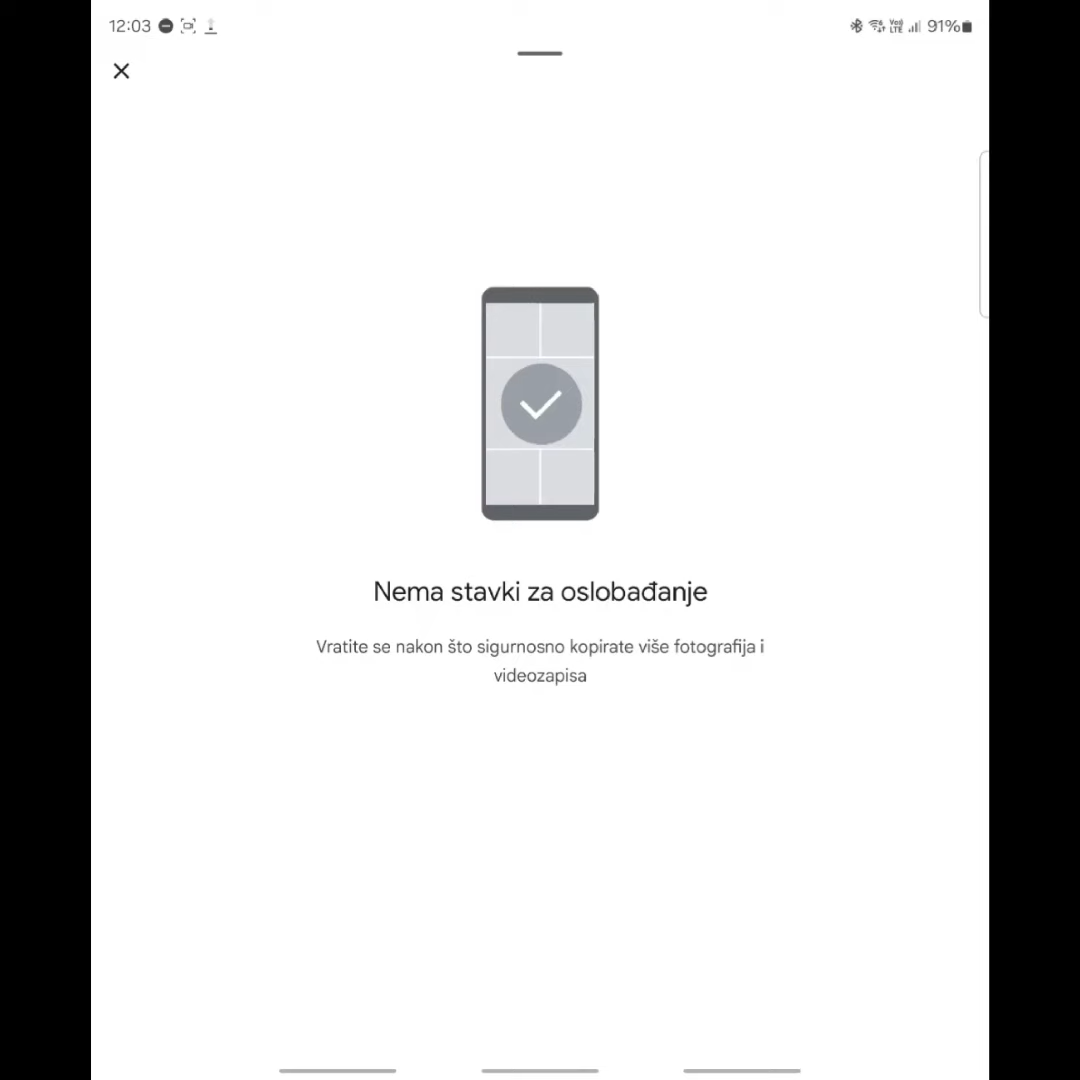 12:03 91%
Nema stavki za oslobađanje
Vratite se nakon što sigurnosno kopirate više fotografija i
videozapisa